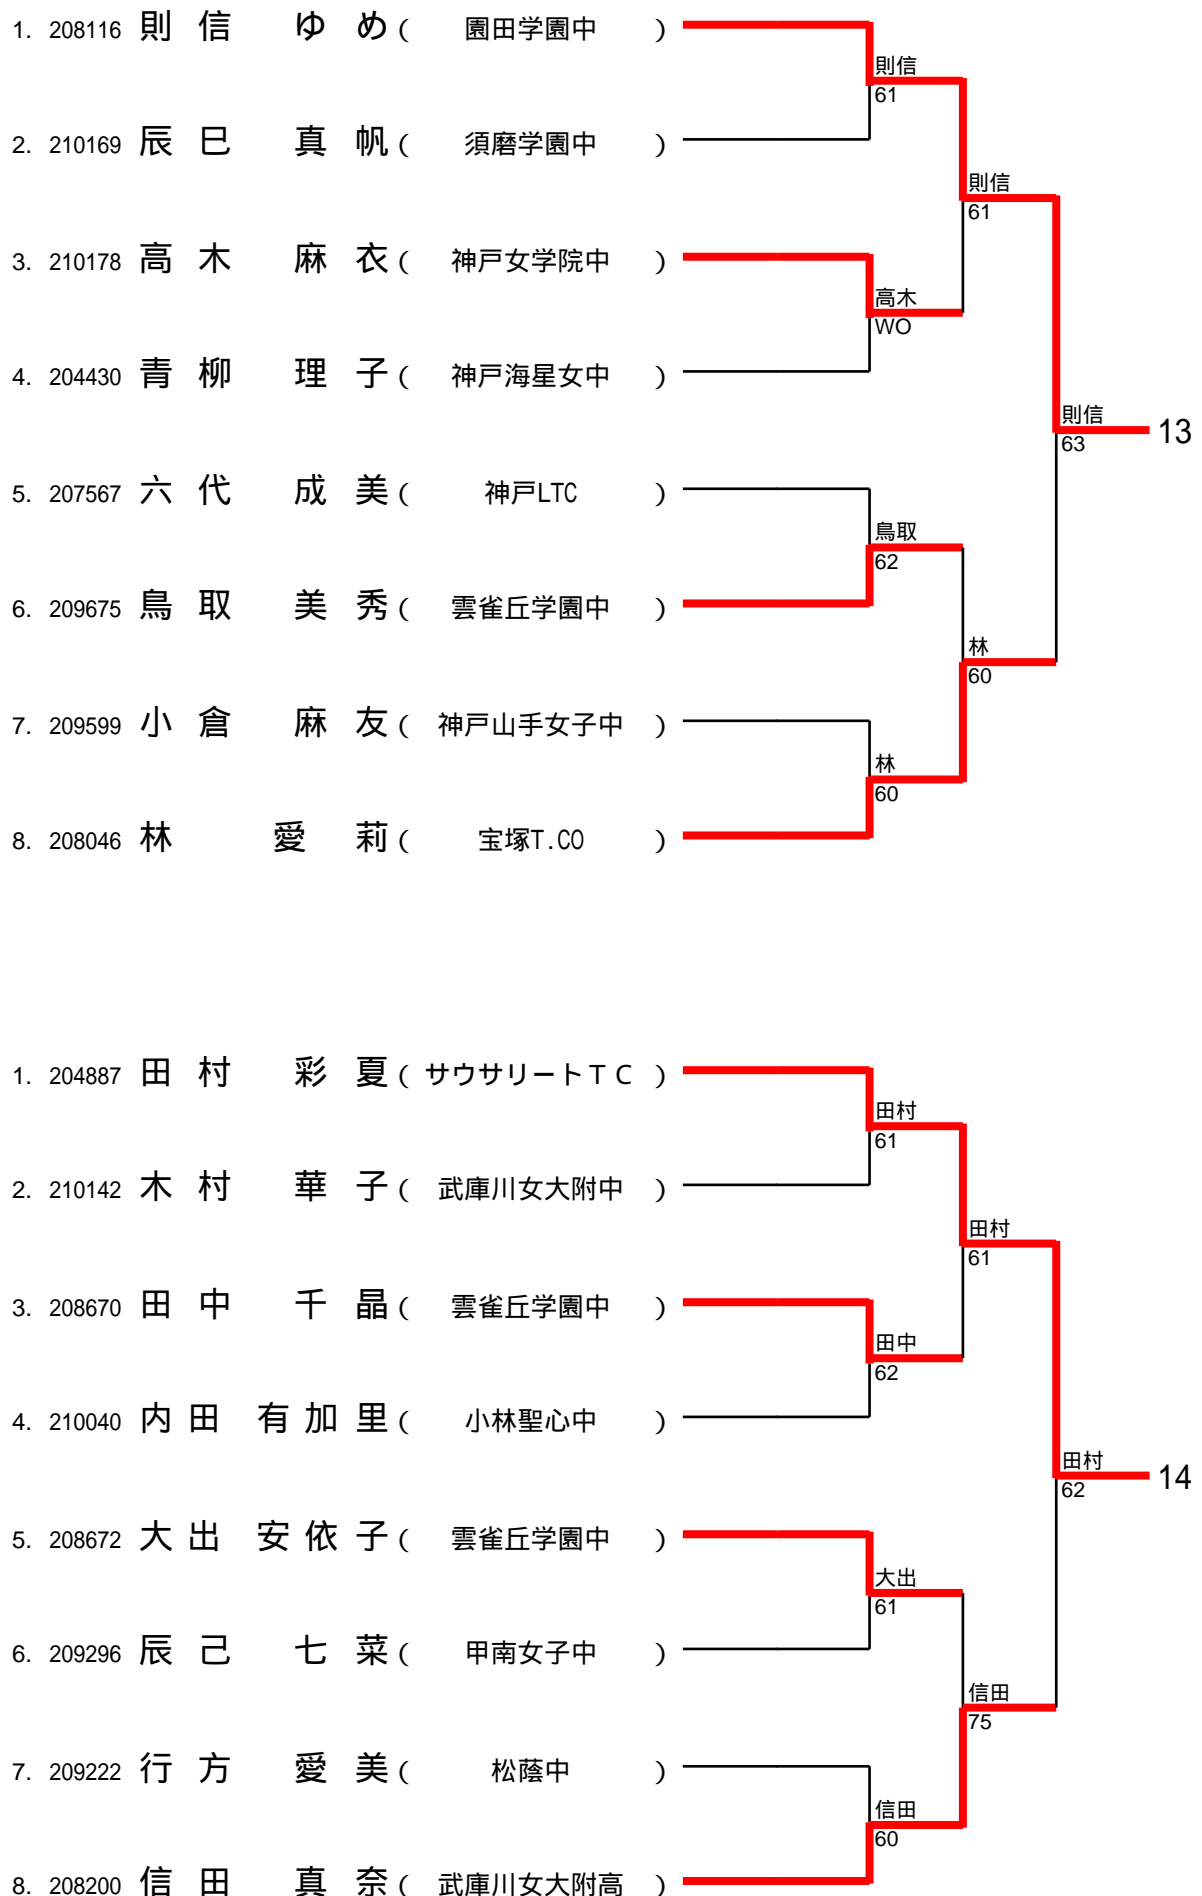 1. 208116 則信 ゆめ ( 園田学園中 )
則信
61
2. 210169 辰巳 真帆 ( 須磨学園中 )
則信
61
3. 210178 高木 麻衣 ( 神戸女学院中 )
高木
WO
4. 204430 青柳 理子 ( 神戸海星女中 )
則信
63
13
5. 207567 六代 成美 ( 神戸LTC )
鳥取
62
6. 209675 鳥取 美秀 ( 雲雀丘学園中 )
林
60
7. 209599 小倉 麻友 ( 神戸山手女子中 )
林
60
8. 208046 林 愛莉 ( 宝塚T.CO )
1. 204887 田村 彩夏 ( サウサリートTC )
田村
61
2. 210142 木村 華子 ( 武庫川女大附中 )
田村
61
3. 208670 田中 千晶 ( 雲雀丘学園中 )
田中
62
4. 210040 内田 有加里 ( 小林聖心中 )
田村
62
14
5. 208672 大出 安依子 ( 雲雀丘学園中 )
大出
61
6. 209296 辰己 七菜 ( 甲南女子中 )
信田
75
7. 209222 行方 愛美 ( 松蔭中 )
信田
60
8. 208200 信田 真奈 ( 武庫川女大附高 )